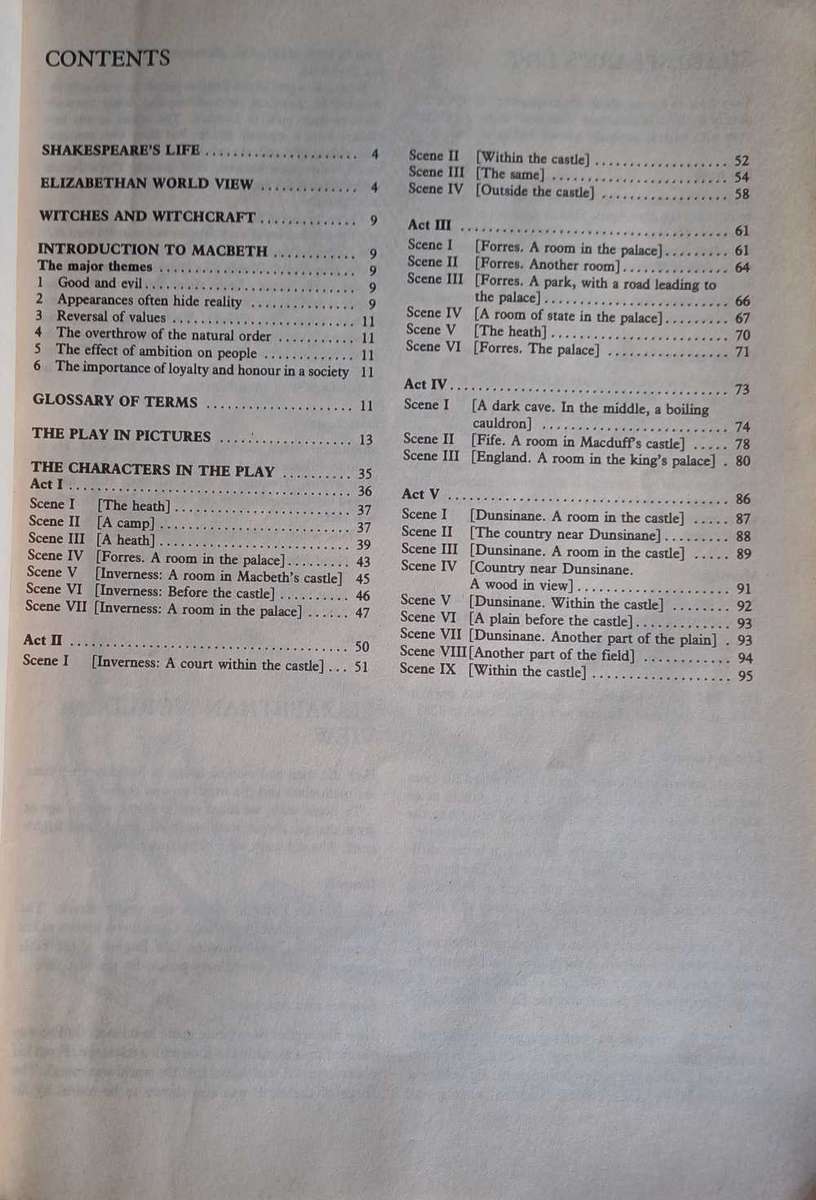 CONTENTS
SHAKESPEARE'S LIFE ...................... 4
ELIZABETHAN WORLD VIEW .............. 4
WITCHES AND WITCHCRAFT .............. 9
INTRODUCTION TO MACBETH ............ 9
The major themes ............................ 9
1 Good and evil .............................. 9
2 Appearances often hide reality ............... 9
3 Reversal of values .......................... 11
4 The overthrow of the natural order ........... 11
5 The effect of ambition on people ............. 11
6 The importance of loyalty and honour in a society 11
GLOSSARY OF TERMS ..................... 11
THE PLAY IN PICTURES ................... 13
THE CHARACTERS IN THE PLAY .......... 35
Act I ......................................... 36
Scene I [The heath] ......................... 37
Scene II [A camp] ............................ 37
Scene III [A heath] ............................ 39
Scene IV [Forres. A room in the palace] ......... 43
Scene V [Inverness: A room in Macbeth's castle] 45
Scene VI [Inverness: Before the castle] .......... 46
Scene VII [Inverness: A room in the palace] ...... 47
Act II ........................................ 50
Scene I [Inverness: A court within the castle] ... 51
Scene II [Within the castle] ................... 52
Scene III [The same] ......................... 54
Scene IV [Outside the castle] .................. 58
Act III ....................................... 61
Scene I [Forres. A room in the palace] ......... 61
Scene II [Forres. Another room] ............... 64
Scene III [Forres. A park, with a road leading to
the palace] ........................... 66
Scene IV [A room of state in the palace] ......... 67
Scene V [The heath] .......................... 70
Scene VI [Forres. The palace] ................. 71
Act IV ........................................ 73
Scene I [A dark cave. In the middle, a boiling
cauldron] ........................... 74
Scene II [Fife. A room in Macduff's castle] ..... 78
Scene III [England. A room in the king's palace] . 80
Act V ........................................ 86
Scene I [Dunsinane. A room in the castle] ..... 87
Scene II [The country near Dunsinane] ......... 88
Scene III [Dunsinane. A room in the castle] ..... 89
Scene IV [Country near Dunsinane.
A wood in view] ...................... 91
Scene V [Dunsinane. Within the castle] ........ 92
Scene VI [A plain before the castle] ............. 93
Scene VII [Dunsinane. Another part of the plain] . 93
Scene VIII [Another part of the field] ............ 94
Scene IX [Within the castle] .................... 95